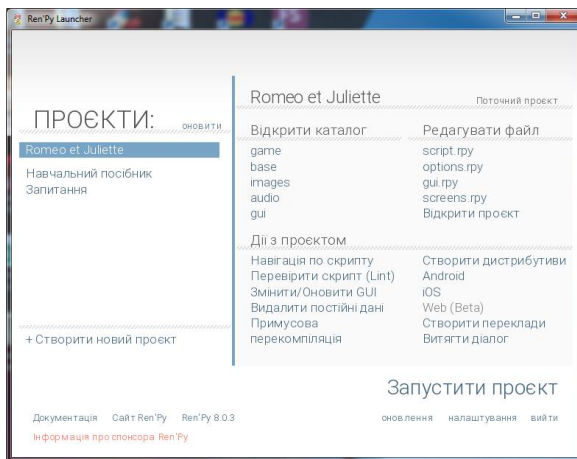 Ren'Py Launcher
ПРОЄКТИ: оновити
Romeo et Juliette
Навчальний посібник
Запитання
+ Створити новий проєкт
Romeo et Juliette Поточний проєкт
Відкрити каталог
game
base
images
audio
gui
Редагувати файл
script.rpy
options.rpy
gui.rpy
screens.rpy
Відкрити проєкт
Дії з проєктом
Навігація по скрипту
Перевірити скрипт (Lint)
Змінити/Оновити GUI
Видалити постійні дані
Примусова
перекомпіляція
Створити дистрибутиви
Android
iOS
Web (Beta)
Створити переклади
Витягти діалог
Запустити проєкт
Документація Сайт Ren'Py Ren'Py 8.0.3
оновлення налаштування вийти
Інформація про спонсора Ren'Py